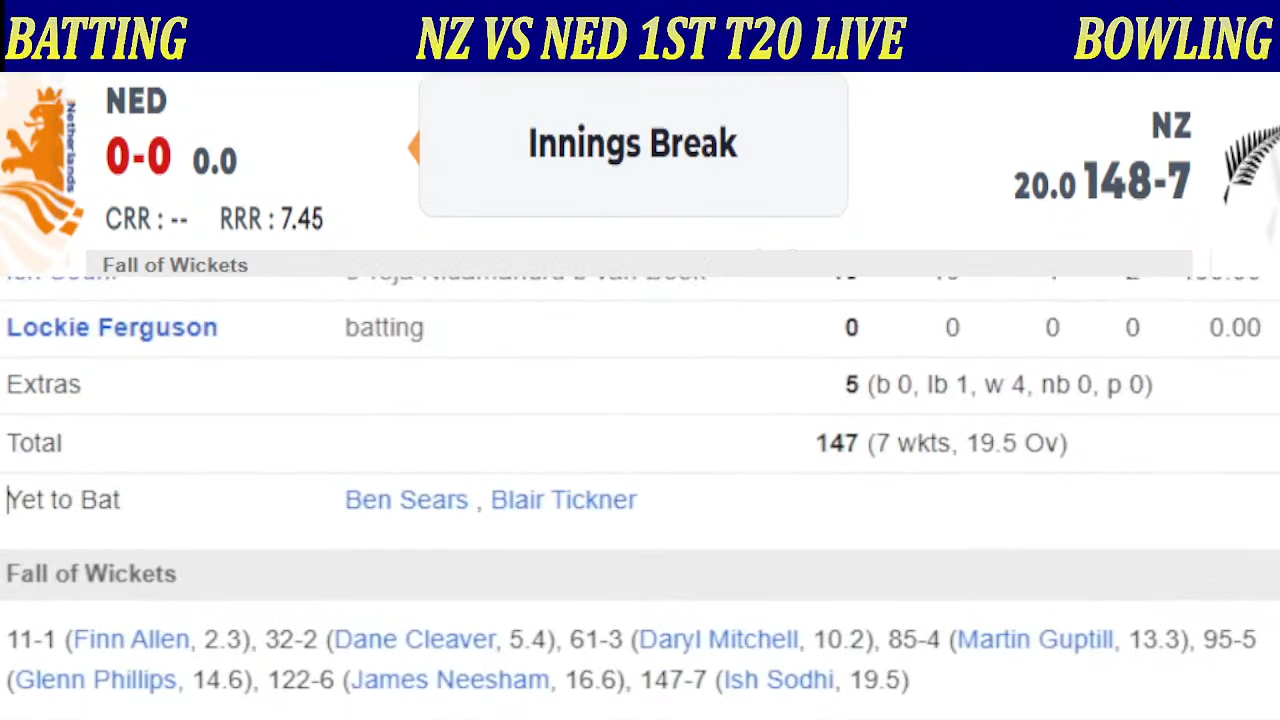 BATTING NZ VS NED 1ST T20 LIVE BOWLING
NED
0-0 0.0
CRR : -- RRR : 7.45
Netherlands
Innings Break
NZ
20.0 148-7
Fall of Wickets
Lockie Ferguson batting 0 0 0 0 0.00
Extras 5 (b 0, lb 1, w 4, nb 0, p 0)
Total 147 (7 wkts, 19.5 Ov)
Yet to Bat Ben Sears , Blair Tickner
Fall of Wickets
11-1 (Finn Allen, 2.3), 32-2 (Dane Cleaver, 5.4), 61-3 (Daryl Mitchell, 10.2), 85-4 (Martin Guptill, 13.3), 95-5
(Glenn Phillips, 14.6), 122-6 (James Neesham, 16.6), 147-7 (Ish Sodhi, 19.5)